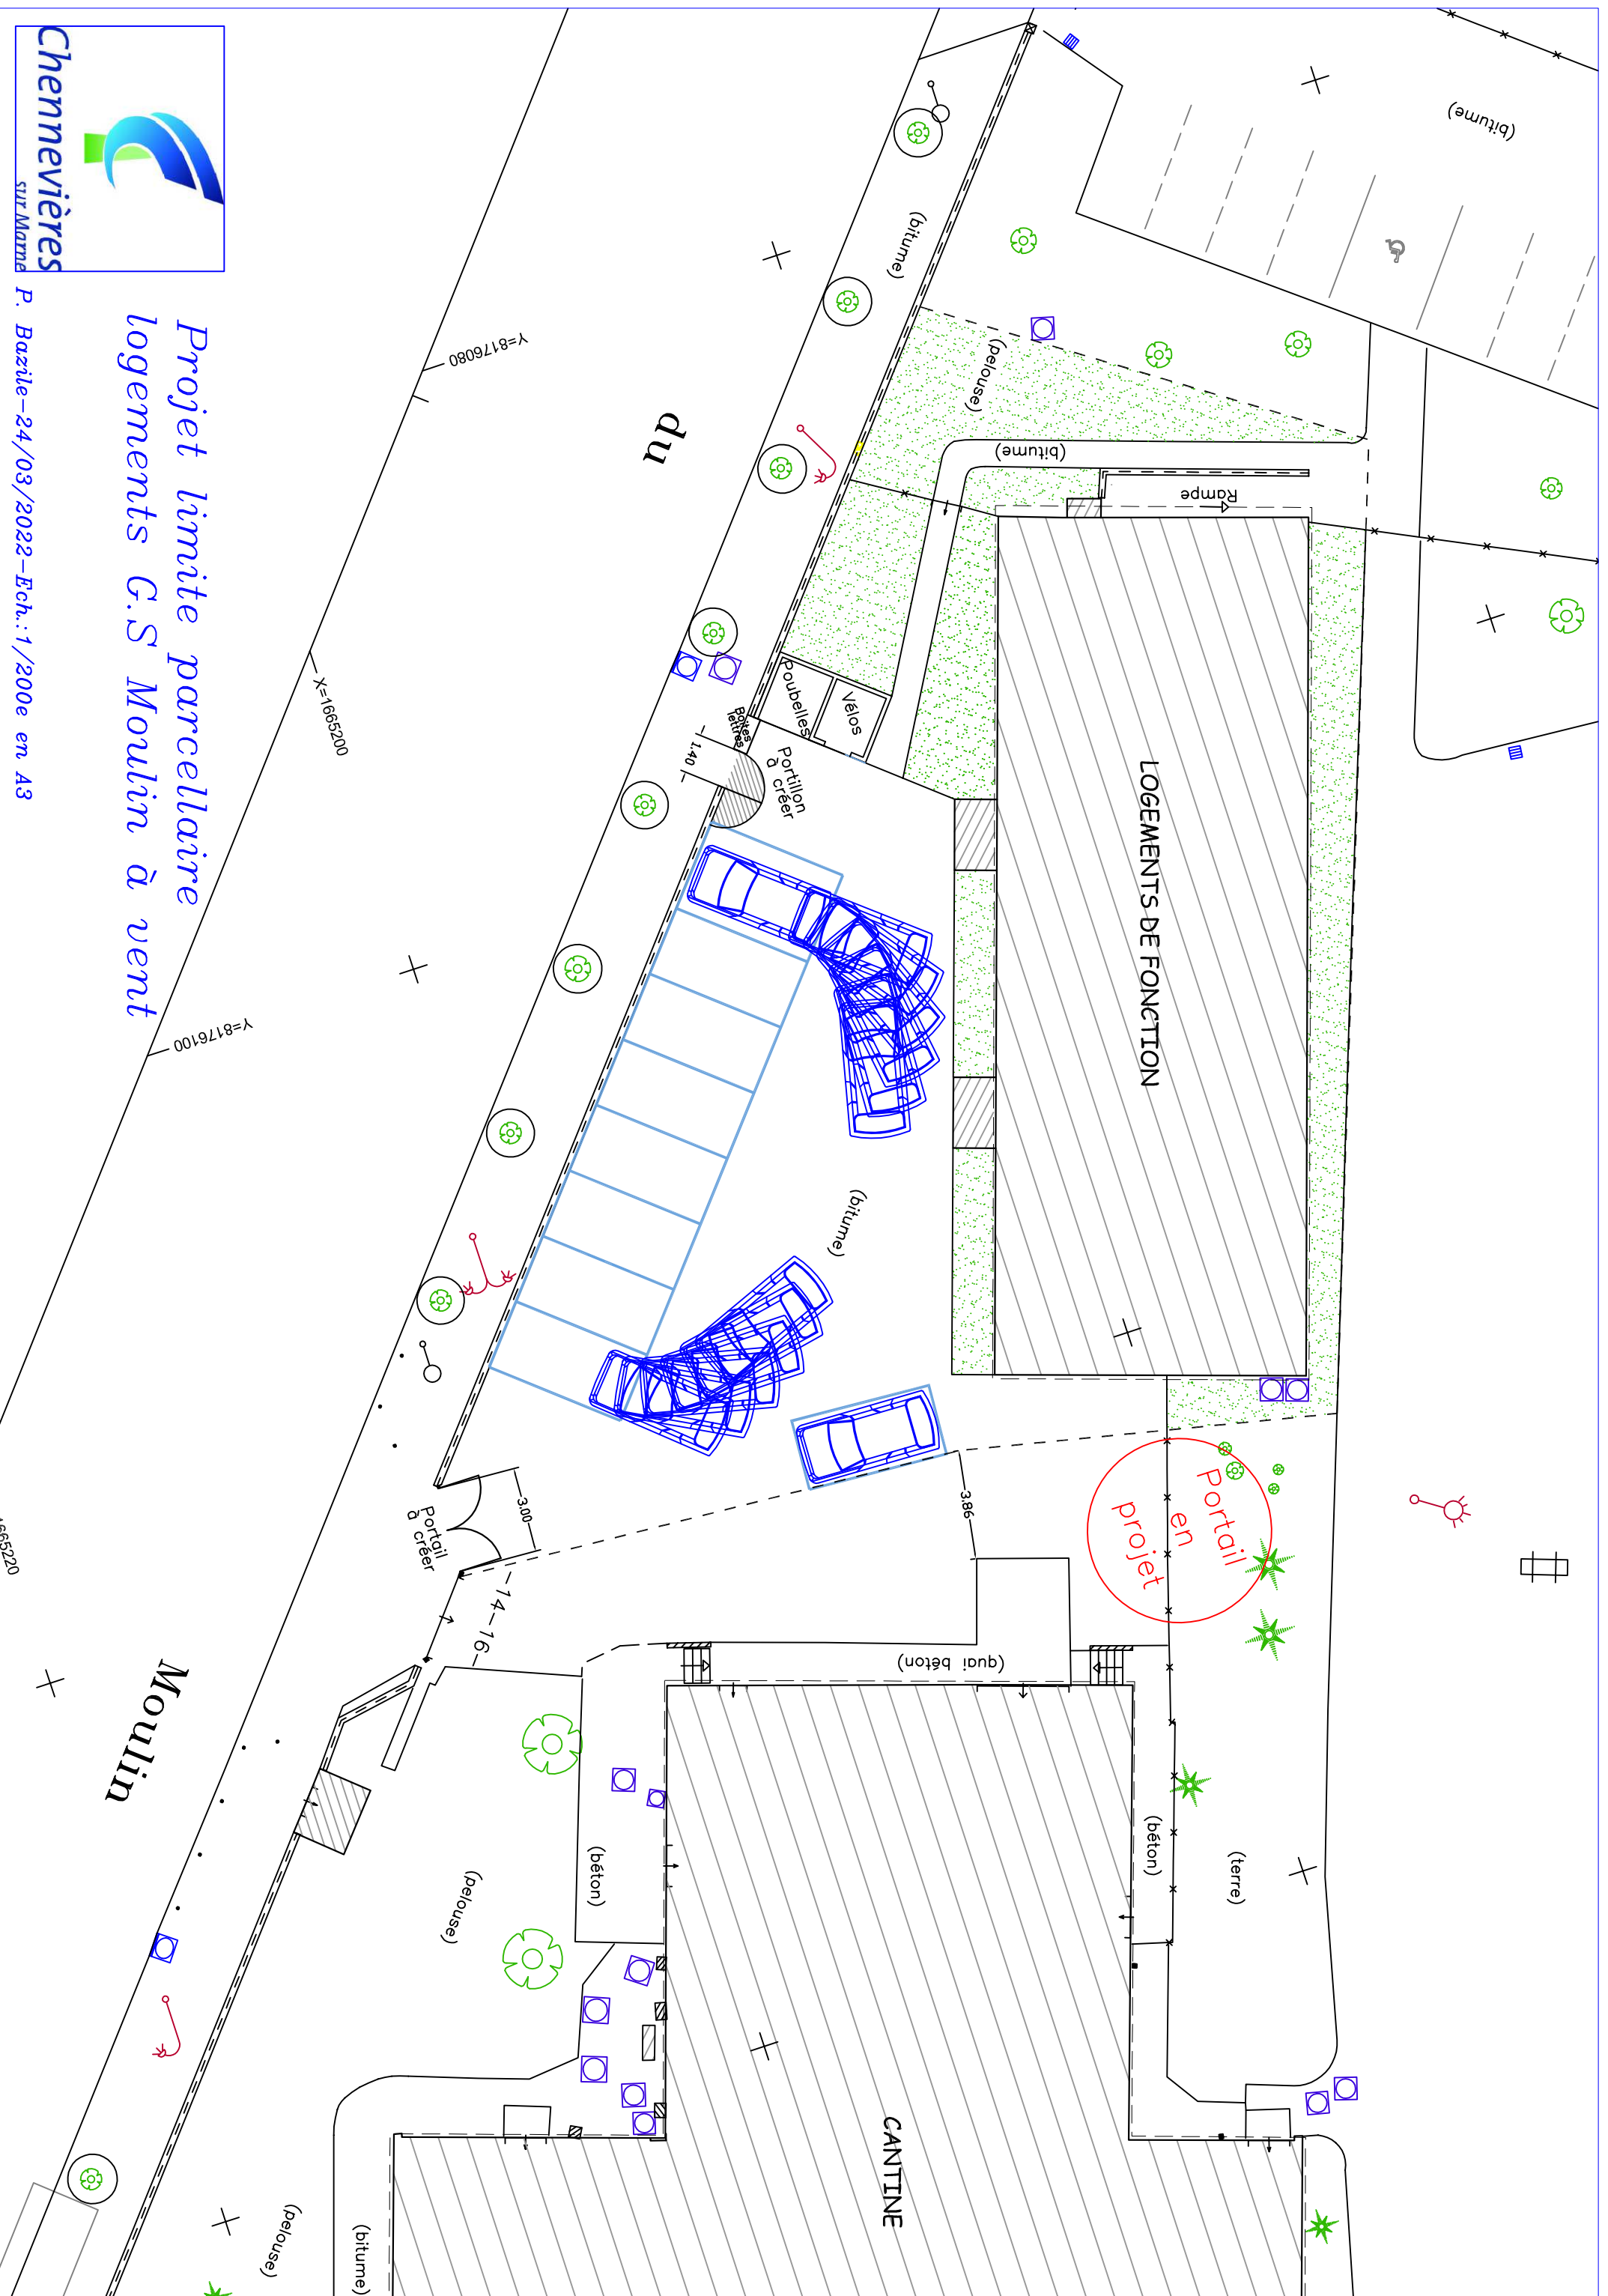 Chennevières
sur Marne
P. Bazile-24/03/2022-Ech.:1/200e en A3
Projet limite parcellaire
logements G.S Moulin à vent
(bitume)
(bitume)
(pelouse)
(bitume)
Rampe
du
Y=8176080
X=1665200
Y=8176100
Poubelles
Vélos
Boites
lettres
1.40
Portillon
à créer
LOGEMENTS DE FONCTION
(bitume)
3.00
Portail
à créer
3.86
Portail
en
projet
-14-16-
(quai béton)
Moulin
(béton)
(pelouse)
(béton)
(terre)
CANTINE
(pelouse)
(bitume)